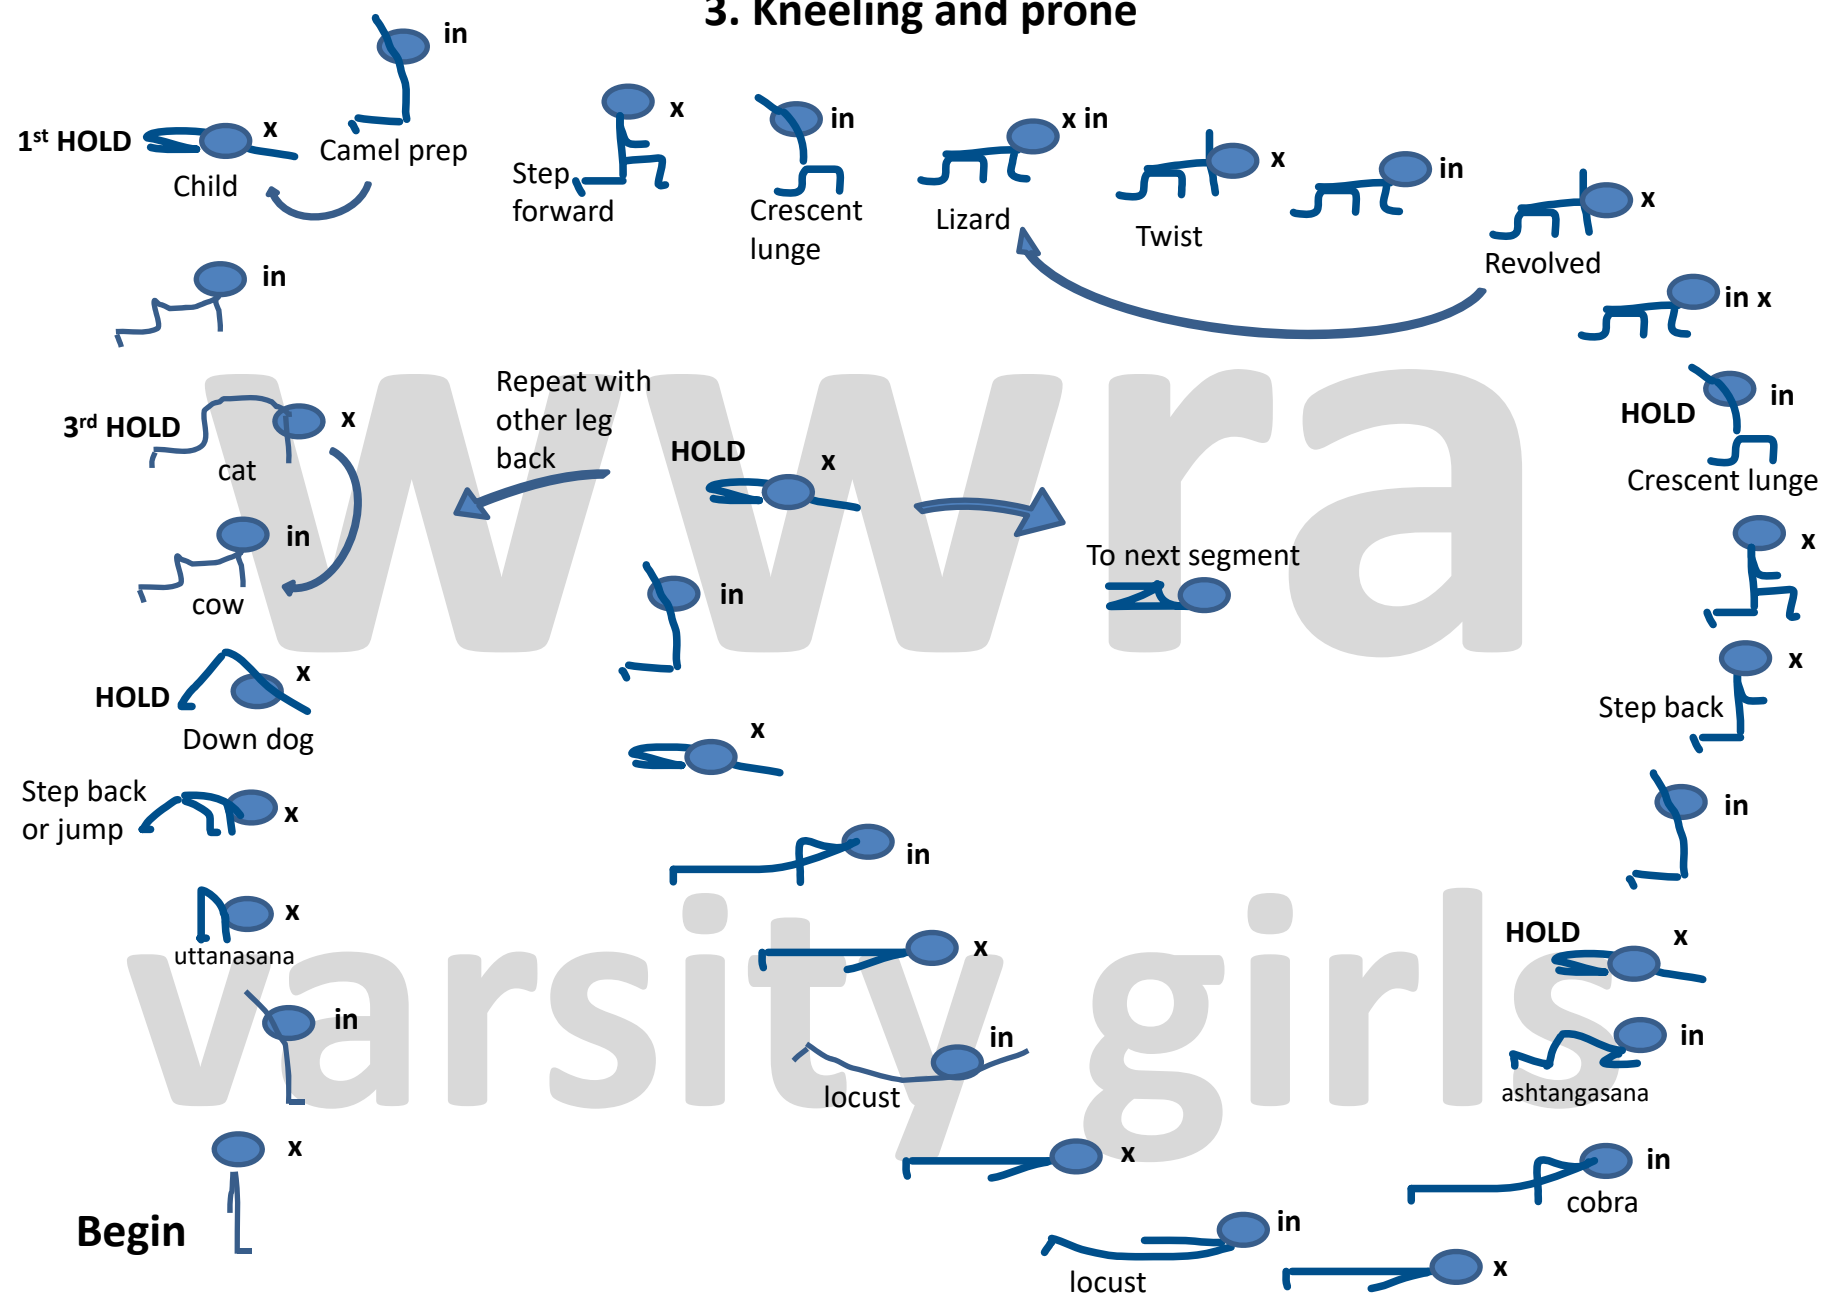 3. Kneeling and prone
in
1st HOLD
x
Camel prep
Child
x
Step
forward
in
Crescent
lunge
x in
Lizard
x
Twist
in
x
Revolved
in x
in
3rd HOLD
x
cat
in
cow
Repeat with
other leg
back
HOLD
x
To next segment
in
HOLD
Crescent lunge
x
x
Step back
in
HOLD
x
Down dog
Step back
or jump
x
x
uttanasana
in
x
Begin
in
x
in
x
in
locust
x
in
locust
x
in
cobra
in
ashtangasana
HOLD
x
wwra
varsity girls